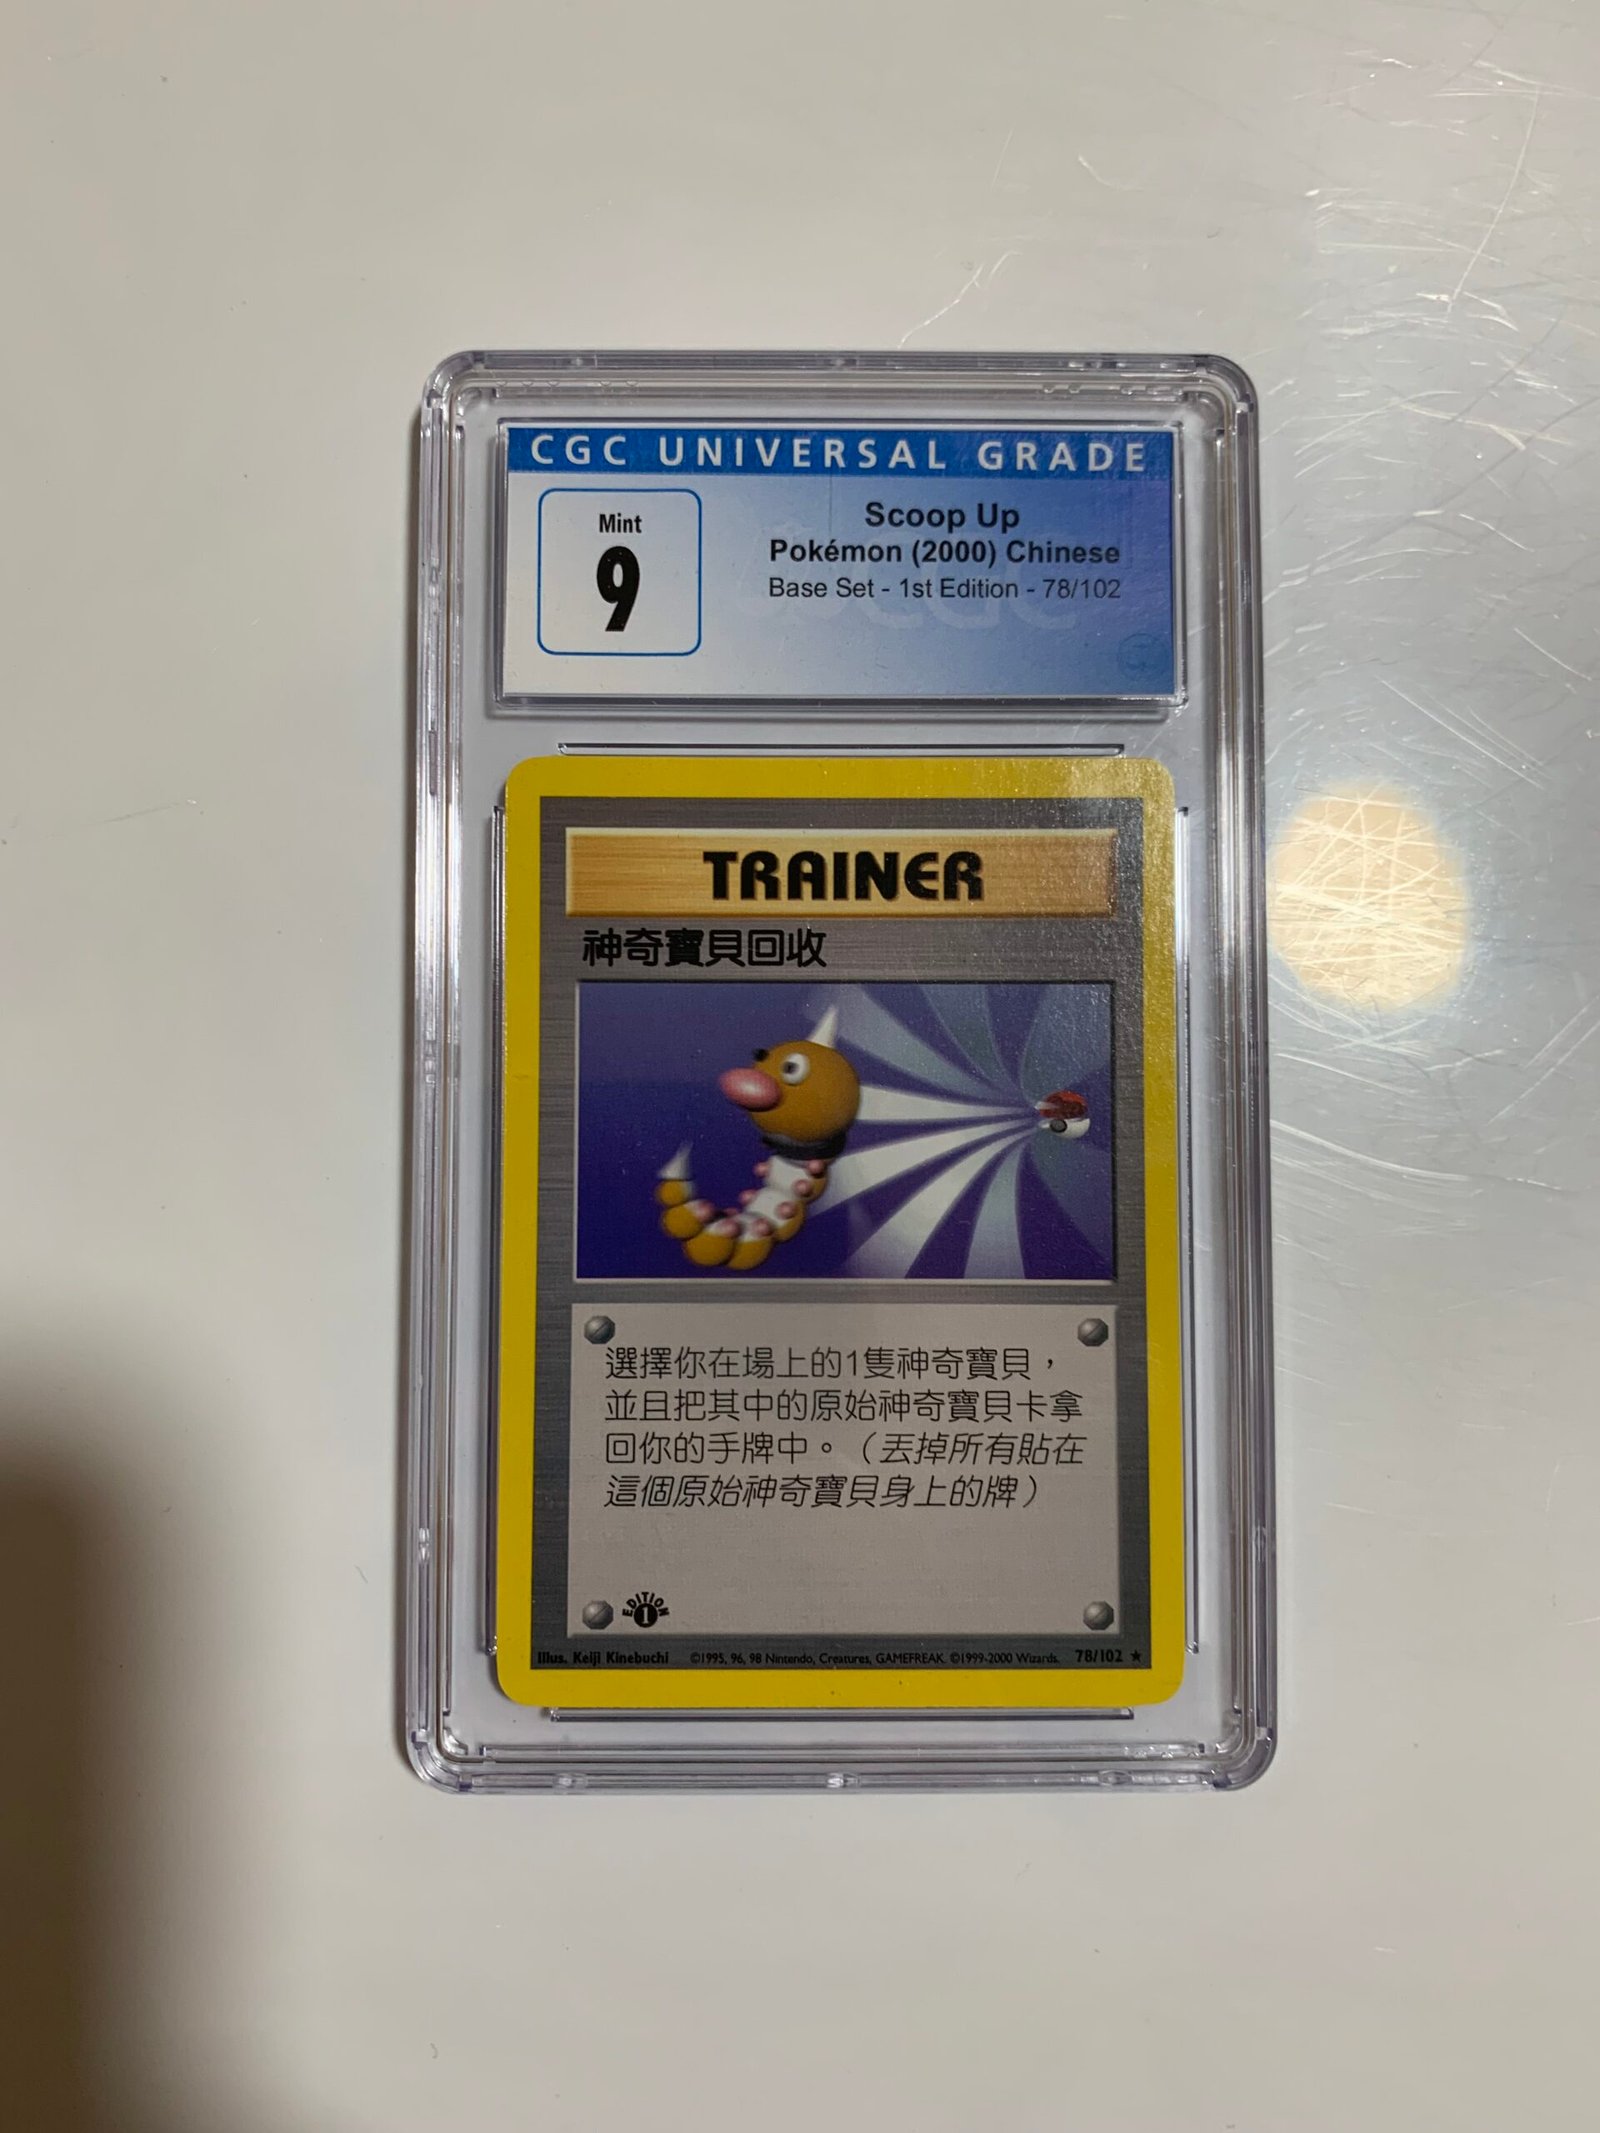 CGC UNIVERSAL GRADE
Mint
9
Scoop Up
Pokémon (2000) Chinese
Base Set - 1st Edition - 78/102
TRAINER
神奇寶貝回收
選擇你在場上的1隻神奇寶貝，
並且把其中的原始神奇寶貝卡拿
回你的手牌中。（丟掉所有貼在
這個原始神奇寶貝身上的牌）
EDITION
1
Illus. Keiji Kinebuchi ©1995, 96, 98 Nintendo, Creatures, GAMEFREAK. ©1999-2000 Wizards. 78/102 ★